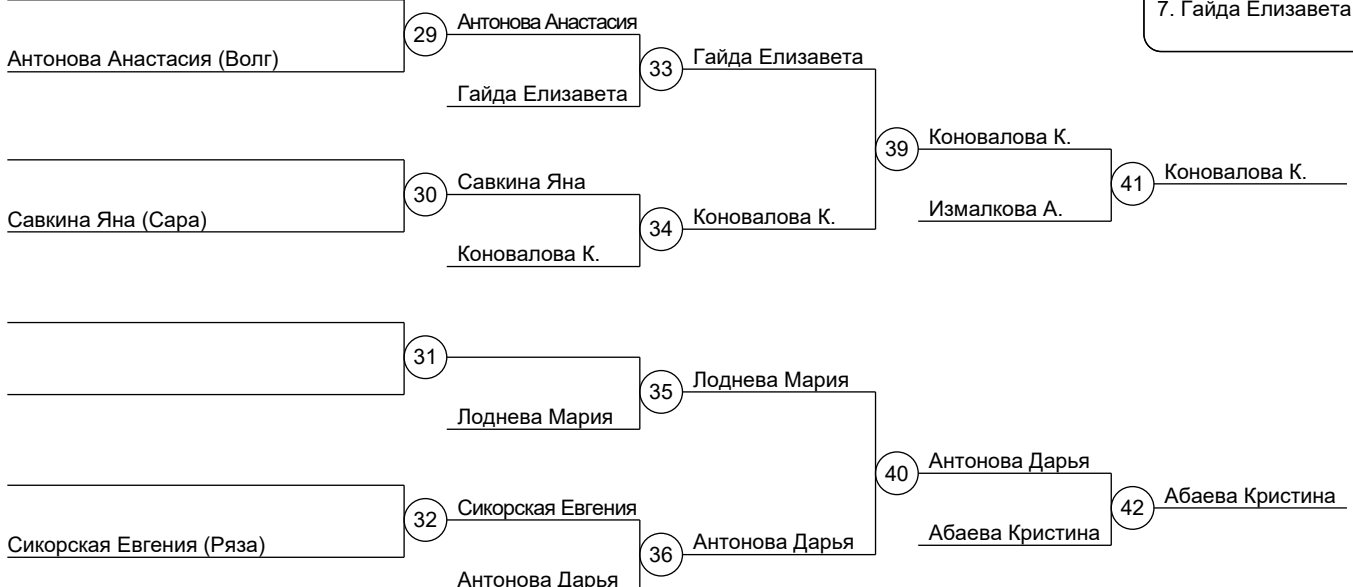 7. Гайда Елизавета
29
Антонова Анастасия
Антонова Анастасия (Волг)
33
Гайда Елизавета
Гайда Елизавета
39
Коновалова К.
30
Савкина Яна
41
Коновалова К.
Савкина Яна (Сара)
34
Коновалова К.
Измалкова А.
Коновалова К.
31
35
Лоднева Мария
Лоднева Мария
40
Антонова Дарья
32
Сикорская Евгения
42
Абаева Кристина
Сикорская Евгения (Ряза)
36
Антонова Дарья
Абаева Кристина
Антонова Дарья